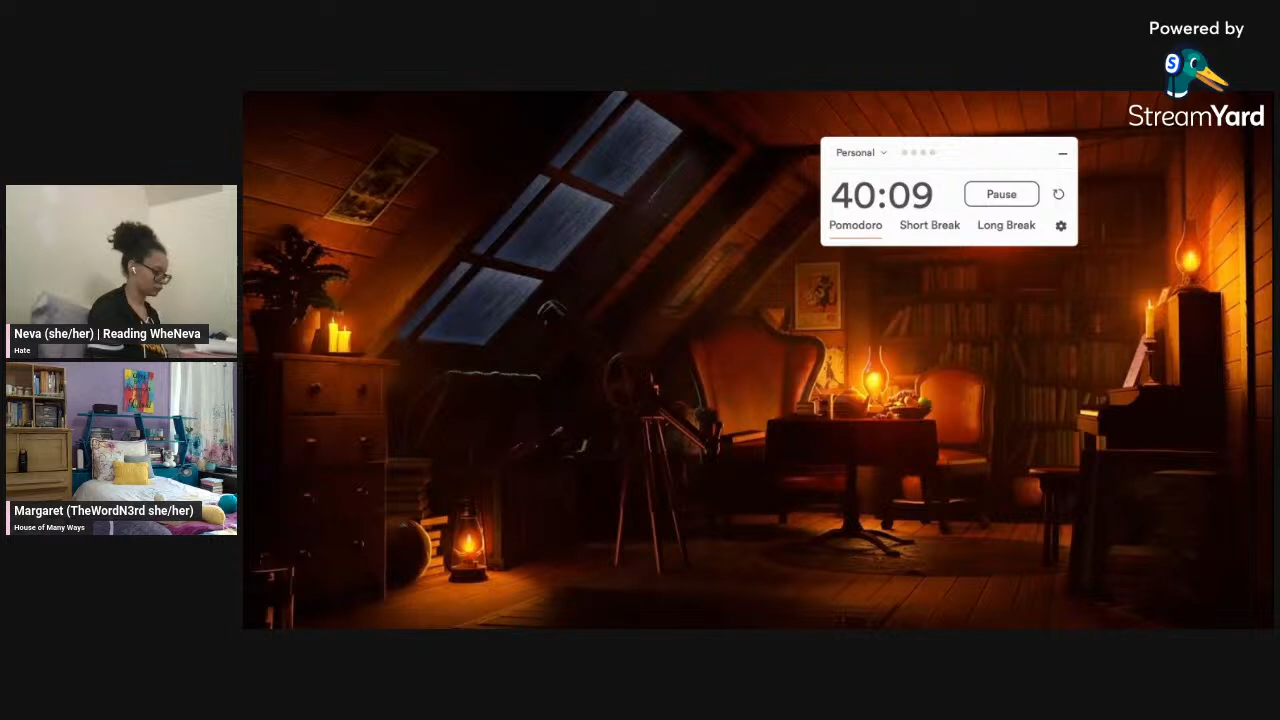 Powered by
S
StreamYard
Personal
40:09
Pause
Pomodoro
Short Break
Long Break
Neva (she/her) | Reading WheNeva
Hate
Margaret (TheWordN3rd she/her)
House of Many Ways